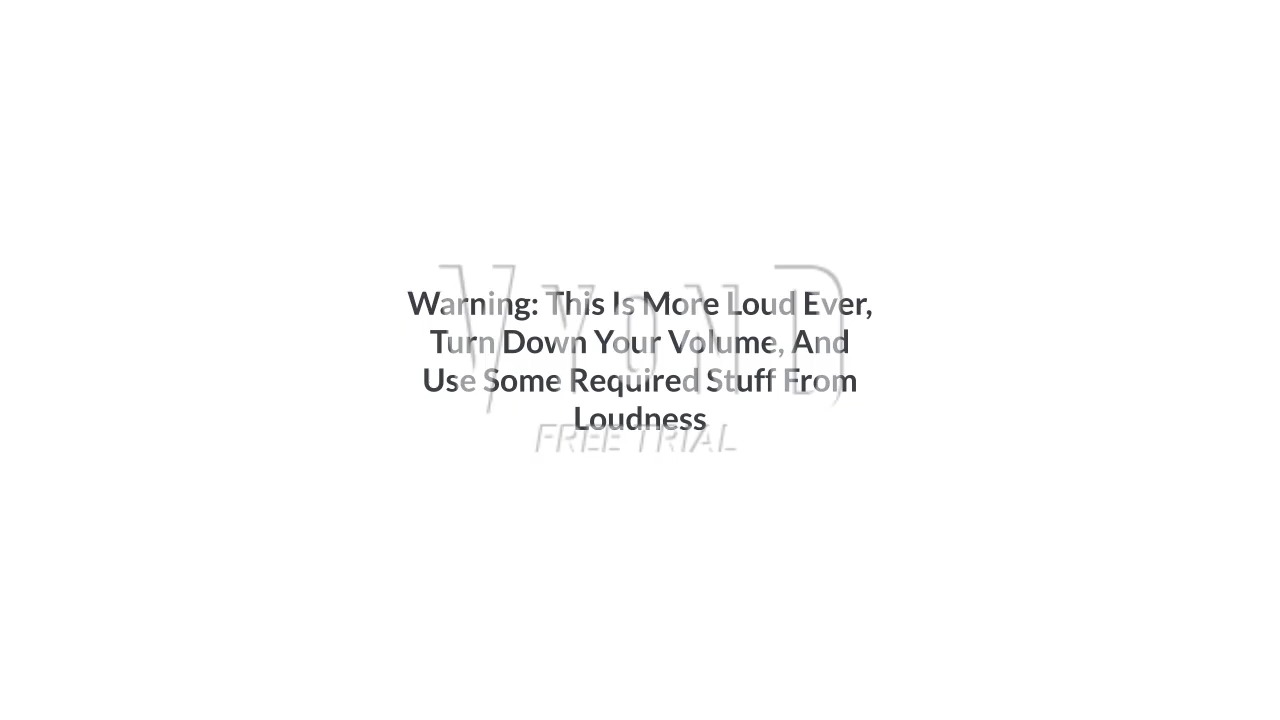 Warning: This Is More Loud Ever,
Turn Down Your Volume, And
Use Some Required Stuff From
Loudness
VYOND
FREE TRIAL